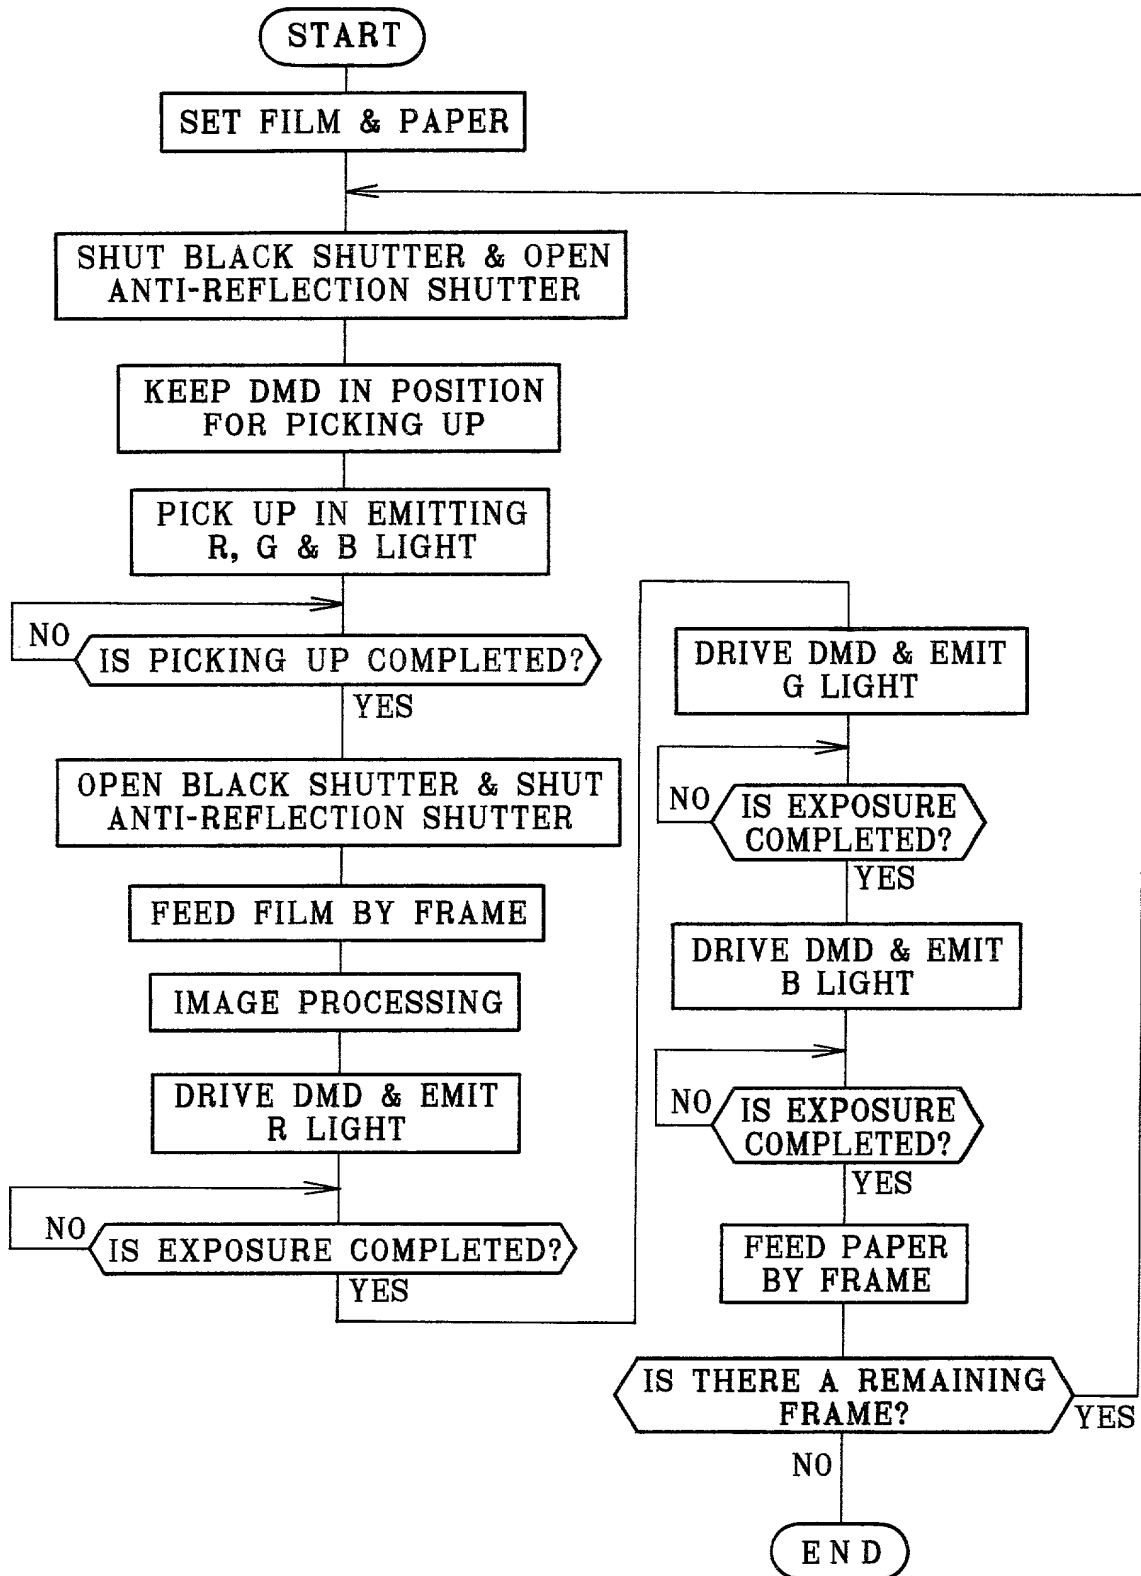 START
SET FILM & PAPER
SHUT BLACK SHUTTER & OPEN
ANTI-REFLECTION SHUTTER
KEEP DMD IN POSITION
FOR PICKING UP
PICK UP IN EMITTING
R, G & B LIGHT
NO
IS PICKING UP COMPLETED?
YES
OPEN BLACK SHUTTER & SHUT
ANTI-REFLECTION SHUTTER
FEED FILM BY FRAME
IMAGE PROCESSING
DRIVE DMD & EMIT
R LIGHT
NO
IS EXPOSURE COMPLETED?
YES
DRIVE DMD & EMIT
G LIGHT
NO
IS EXPOSURE
COMPLETED?
YES
DRIVE DMD & EMIT
B LIGHT
NO
IS EXPOSURE
COMPLETED?
YES
FEED PAPER
BY FRAME
IS THERE A REMAINING
FRAME?
YES
NO
END